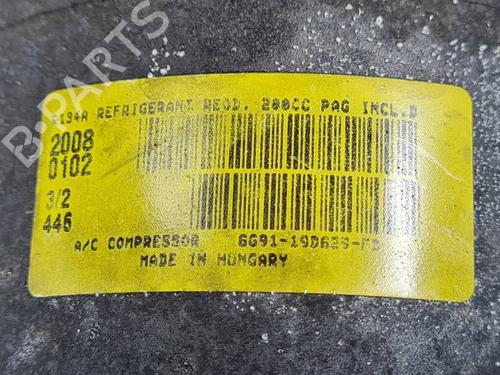 R134A REFRIGERANT REQD. 200CC PAG INCL.D
2008
0102
3/2
446
A/C COMPRESSOR 6G91-19D629-FD
MADE IN HUNGARY
B-PARTS